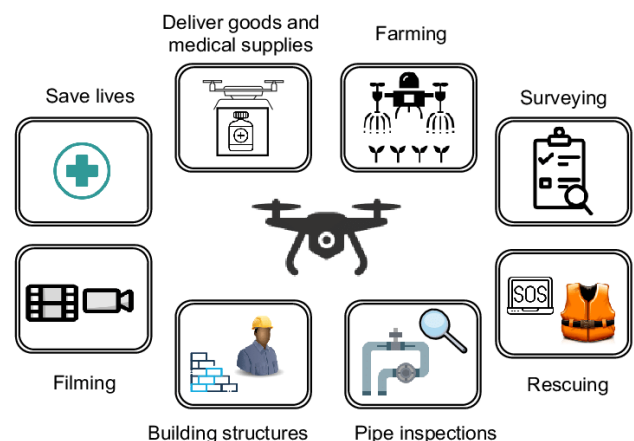 Deliver goods and
medical supplies
Farming
Save lives
Surveying
SOS
Filming
Rescuing
Building structures
Pipe inspections